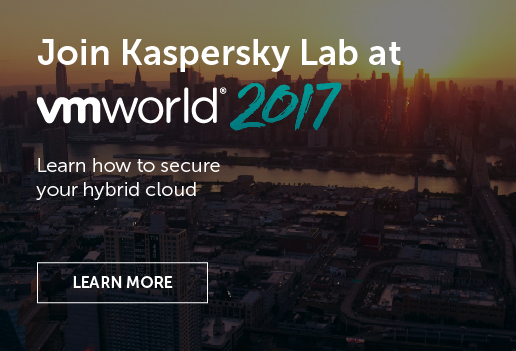 Join Kaspersky Lab at
vmworld® 2017
Learn how to secure
your hybrid cloud
LEARN MORE